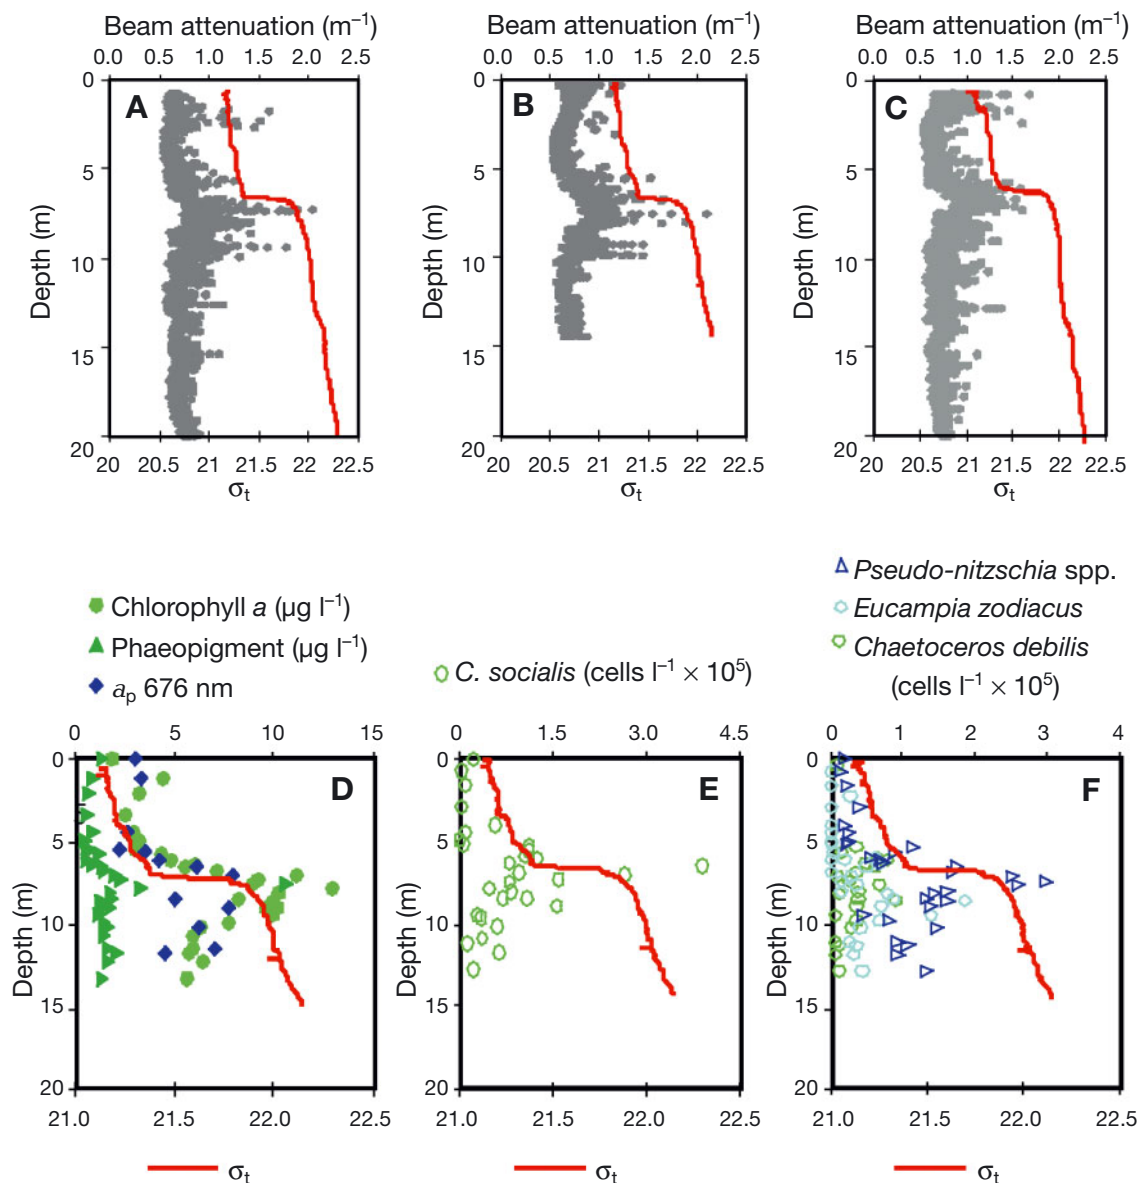 Beam attenuation (m–1)
Beam attenuation (m–1)
Beam attenuation (m–1)
0.0 0.5 1.0 1.5 2.0 2.5
0.0 0.5 1.0 1.5 2.0 2.5
0.0 0.5 1.0 1.5 2.0 2.5
A
B
C
0
5
10
15
20
Depth (m)
0
5
10
15
20
Depth (m)
0
5
10
15
20
Depth (m)
20 20.5 21 21.5 22 22.5
20 20.5 21 21.5 22 22.5
20 20.5 21 21.5 22 22.5
σt
σt
σt
Chlorophyll a (µg l–1)
Phaeopigment (µg l–1)
ap 676 nm
C. socialis (cells l–1 × 105)
Pseudo-nitzschia spp.
Eucampia zodiacus
Chaetoceros debilis
(cells l–1 × 105)
0 5 10 15
0 1.5 3.0 4.5
0 1 2 3 4
D
E
F
0
5
10
15
20
Depth (m)
0
5
10
15
20
Depth (m)
0
5
10
15
20
Depth (m)
21.0 21.5 22.0 22.5
21.0 21.5 22.0 22.5
21.0 21.5 22.0 22.5
σt
σt
σt